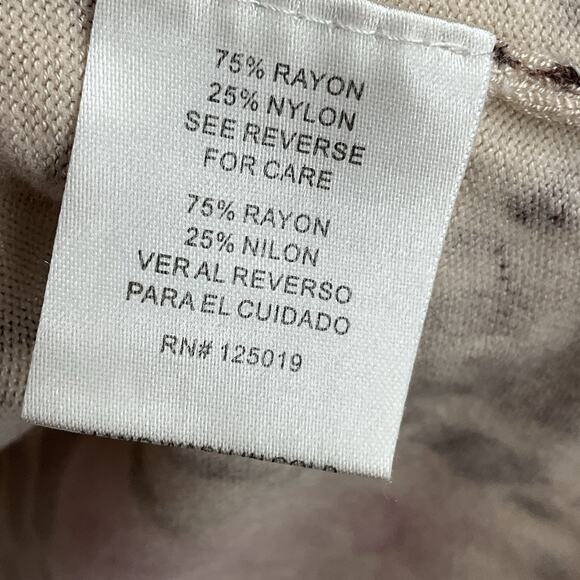 75% RAYON
25% NYLON
SEE REVERSE
FOR CARE
75% RAYON
25% NILON
VER AL REVERSO
PARA EL CUIDADO
RN# 125019